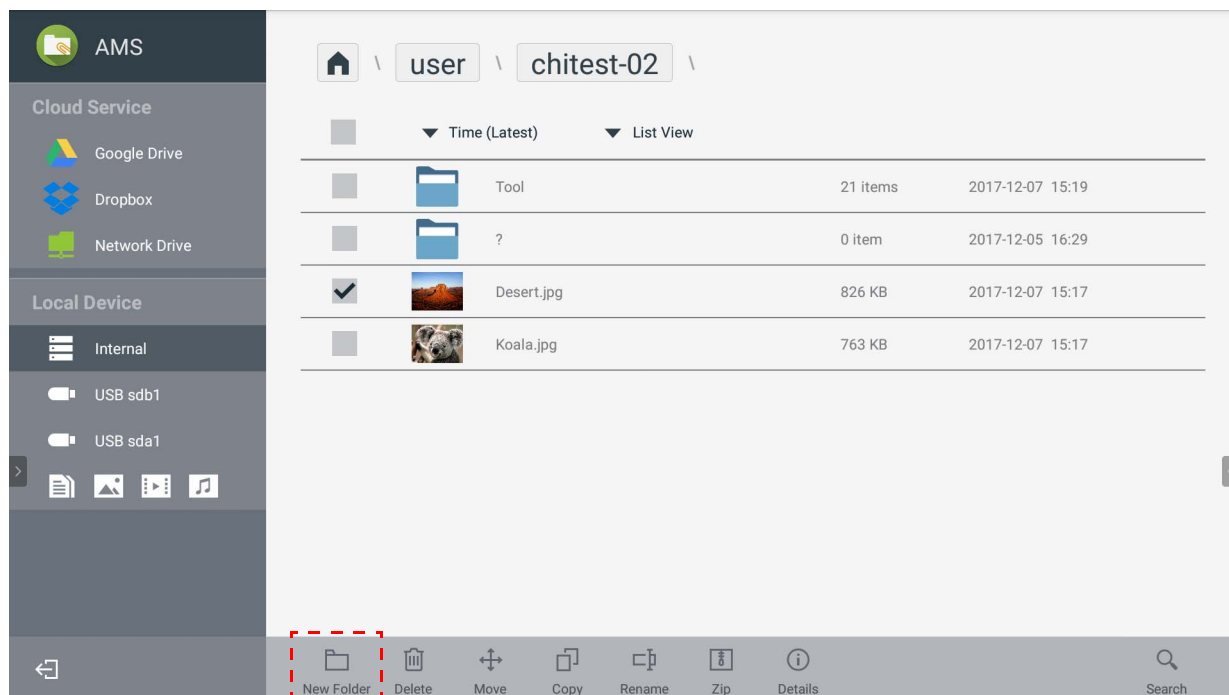 AMS
Cloud Service
Google Drive
Dropbox
Network Drive
Local Device
Internal
USB sdb1
USB sda1
\ user \ chitest-02 \
Time (Latest) List View
Tool 21 items 2017-12-07 15:19
? 0 item 2017-12-05 16:29
Desert.jpg 826 KB 2017-12-07 15:17
Koala.jpg 763 KB 2017-12-07 15:17
New Folder Delete Move Copy Rename Zip Details Search